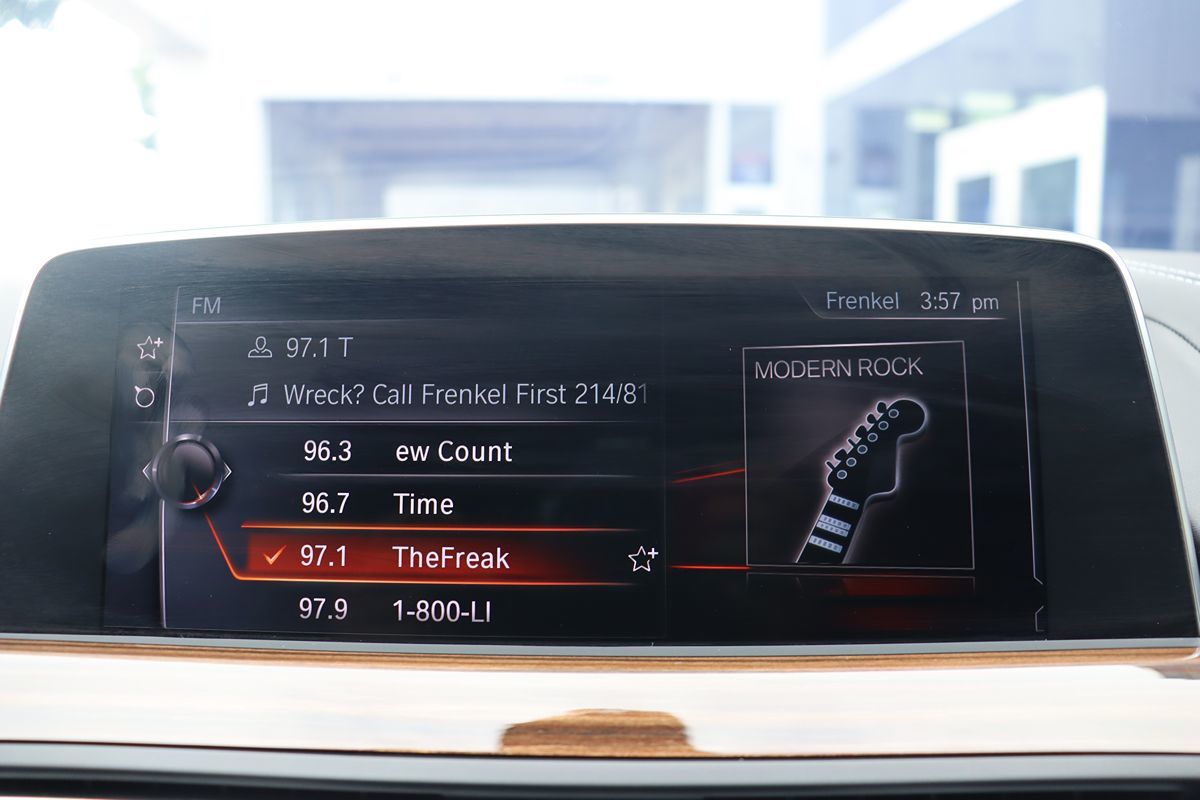 FM
Frenkel 3:57 pm
97.1 T
Wreck? Call Frenkel First 214/81
96.3 ew Count
96.7 Time
97.1 TheFreak
97.9 1-800-LI
MODERN ROCK